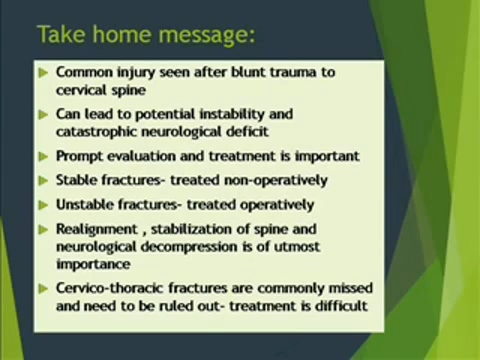 Take home message:
Common injury seen after blunt trauma to
cervical spine
Can lead to potential instability and
catastrophic neurological deficit
Prompt evaluation and treatment is important
Stable fractures- treated non-operatively
Unstable fractures- treated operatively
Realignment , stabilization of spine and
neurological decompression is of utmost
importance
Cervico-thoracic fractures are commonly missed
and need to be ruled out- treatment is difficult